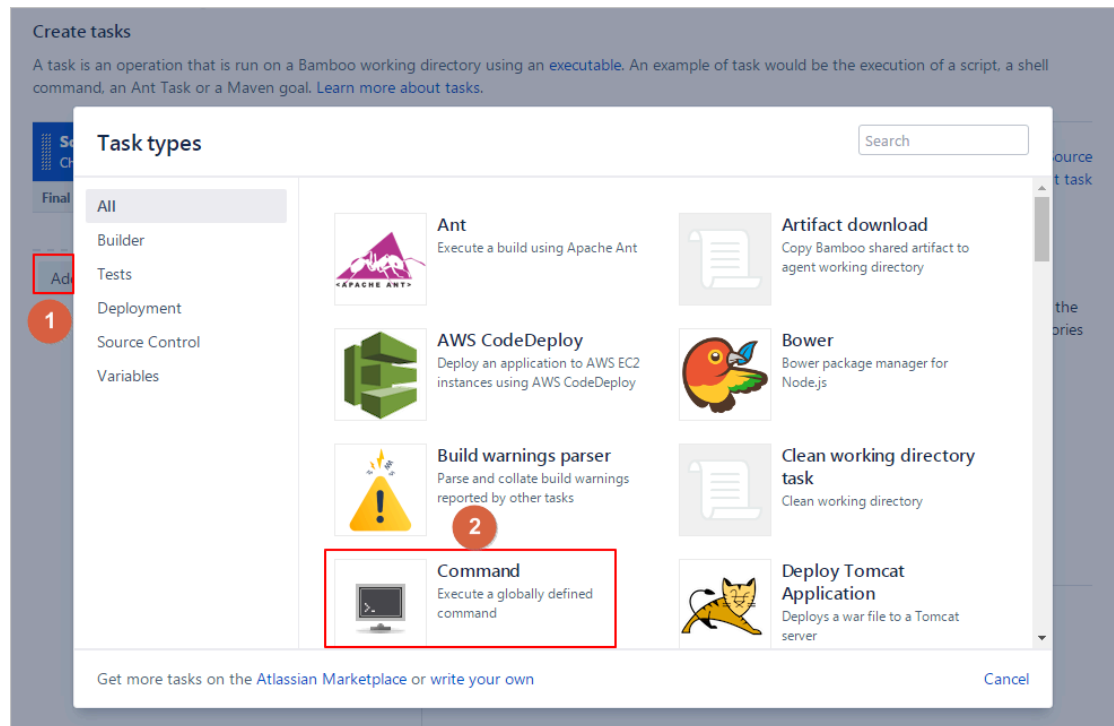 Create tasks
A task is an operation that is run on a Bamboo working directory using an executable. An example of task would be the execution of a script, a shell
command, an Ant Task or a Maven goal. Learn more about tasks.
Task types
Search
All
Builder
Tests
Deployment
Source Control
Variables
Final
1
Ant
Execute a build using Apache Ant
<APACHE ANT>
Artifact download
Copy Bamboo shared artifact to
agent working directory
AWS CodeDeploy
Deploy an application to AWS EC2
instances using AWS CodeDeploy
Bower
Bower package manager for
Node.js
Build warnings parser
Parse and collate build warnings
reported by other tasks
2
Clean working directory
task
Clean working directory
Command
Execute a globally defined
command
>_
Deploy Tomcat
Application
Deploys a war file to a Tomcat
server
t task
the
Get more tasks on the Atlassian Marketplace or write your own
Cancel